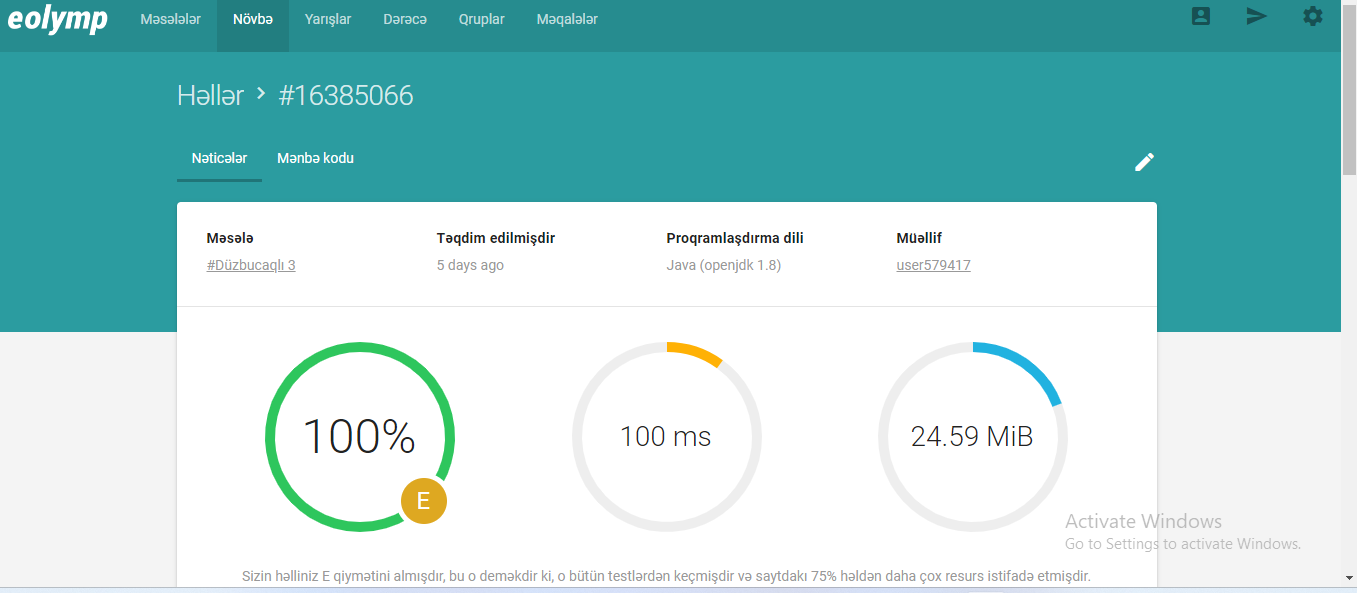 eolymp Məsələlər Növbə Yarışlar Dərəcə Qruplar Məqalələr
Həllər > #16385066
Nəticələr Mənbə kodu
Məsələ Təqdim edilmişdir Proqramlaşdırma dili Müəllif
#Düzbucaqlı 3 5 days ago Java (openjdk 1.8) user579417
100% 100 ms 24.59 MiB
E
Activate Windows
Go to Settings to activate Windows.
Sizin həlliniz E qiymətini almışdır, bu o deməkdir ki, o bütün testlərdən keçmişdir və saytdakı 75% həldən daha çox resurs istifadə etmişdir.